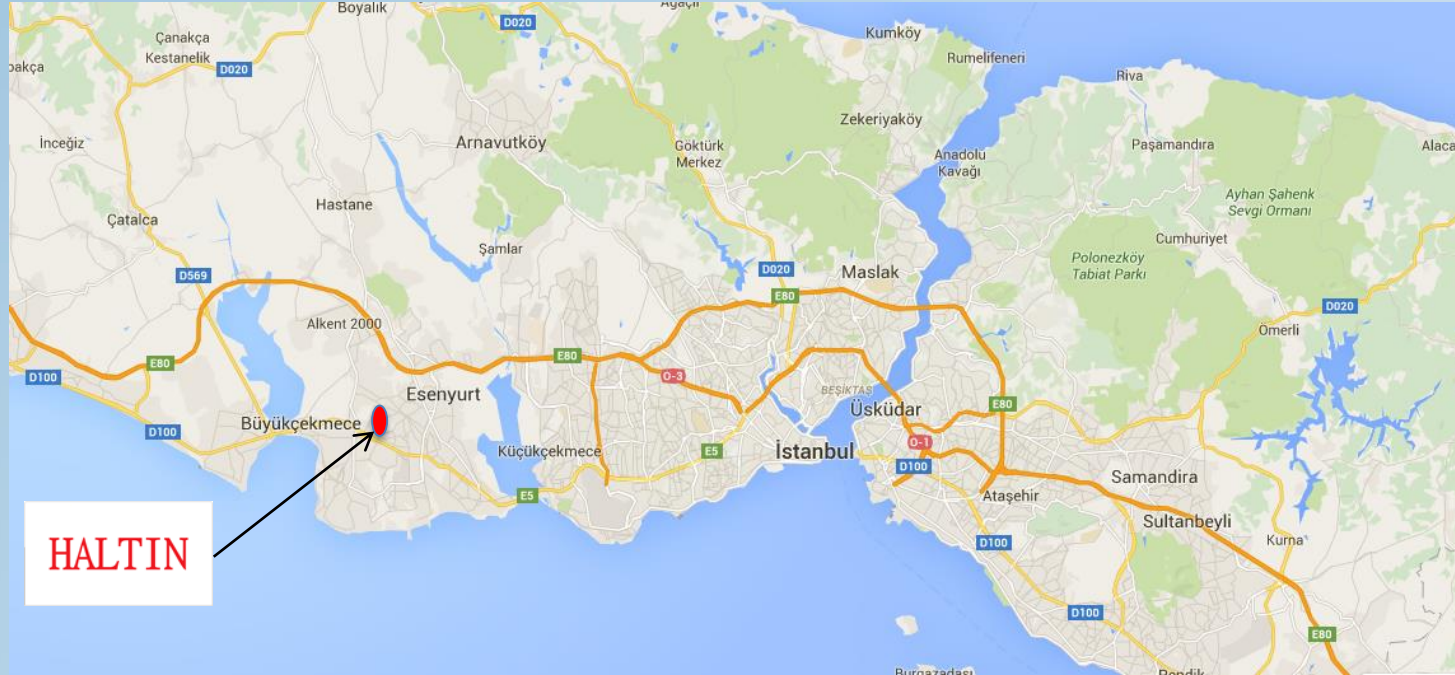 Boyalık
Ağaçlı
D020
Çanakça
Kestanelik
D020
Kumköy
Rumelifeneri
Riva
İnceğiz
Arnavutköy
Göktürk
Merkez
Zekeriyaköy
Anadolu
Kavağı
Paşamandıra
Alaca
Çatalca
Hastane
Şamlar
Ayhan Şahenk
Sevgi Ormanı
Cumhuriyet
Polonezköy
Tabiat Parkı
D569
D020
Maslak
E80
D020
Ömerli
Alkent 2000
E80
E80
D100
O-3
Esenyurt
BEŞİKTAŞ
Üsküdar
E80
D100
Büyükçekmece
Küçükçekmece
E5
İstanbul
O-1
D100
Samandira
Ataşehir
E5
Sultanbeyli
D100
Kurna
HALTIN
D100
E80
Burgazadası
Pendik